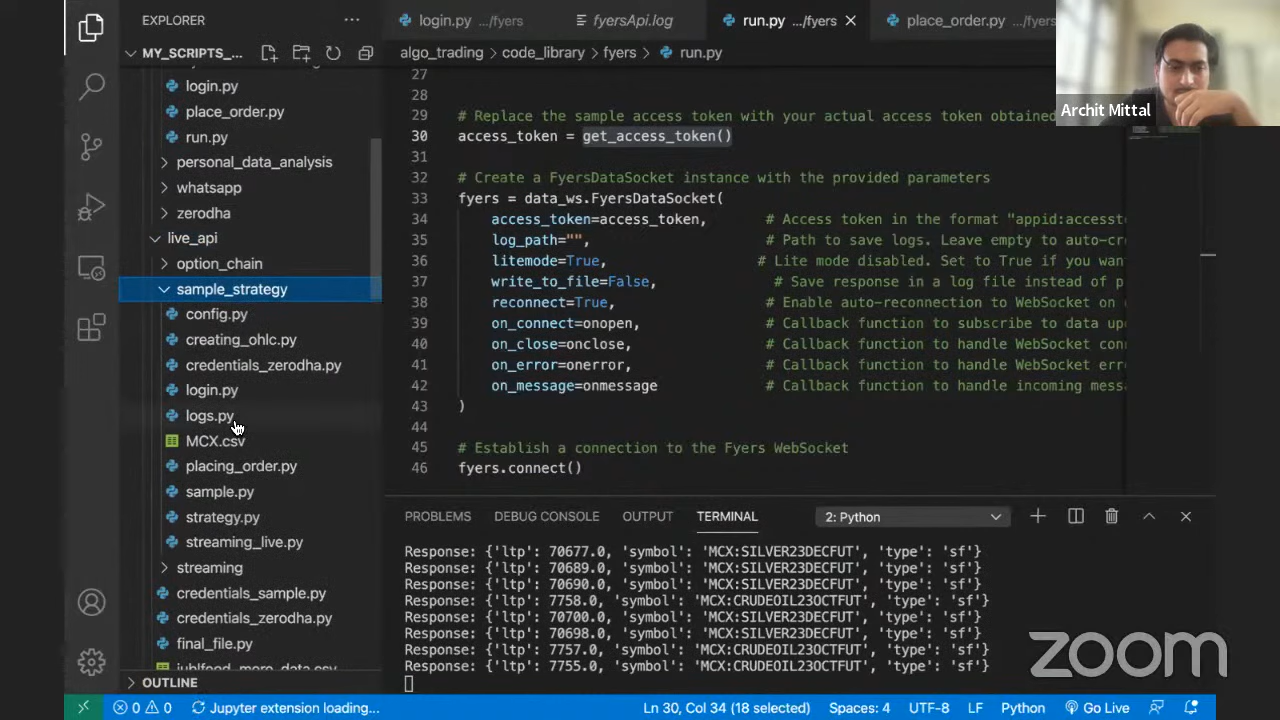 EXPLORER
MY_SCRIPTS_...
login.py
place_order.py
run.py
personal_data_analysis
whatsapp
zerodha
live_api
option_chain
sample_strategy
config.py
creating_ohlc.py
credentials_zerodha.py
login.py
logs.py
MCX.csv
placing_order.py
sample.py
strategy.py
streaming_live.py
streaming
credentials_sample.py
credentials_zerodha.py
final_file.py
jublfood_more_data.csv
OUTLINE
login.py .../fyers
fyersApi.log
run.py .../fyers
place_order.py .../fyers
algo_trading > code_library > fyers > run.py
27
28
29 # Replace the sample access token with your actual access token obtained
30 access_token = get_access_token()
31
32 # Create a FyersDataSocket instance with the provided parameters
33 fyers = data_ws.FyersDataSocket(
34 access_token=access_token, # Access token in the format "appid:accesst
35 log_path="", # Path to save logs. Leave empty to auto-cr
36 litemode=True, # Lite mode disabled. Set to True if you wan
37 write_to_file=False, # Save response in a log file instead of p
38 reconnect=True, # Enable auto-reconnection to WebSocket on
39 on_connect=onopen, # Callback function to subscribe to data up
40 on_close=onclose, # Callback function to handle WebSocket con
41 on_error=onerror, # Callback function to handle WebSocket err
42 on_message=onmessage # Callback function to handle incoming mess
43 )
44
45 # Establish a connection to the Fyers WebSocket
46 fyers.connect()
Archit Mittal
PROBLEMS DEBUG CONSOLE OUTPUT TERMINAL 2: Python
Response: {'ltp': 70677.0, 'symbol': 'MCX:SILVER23DECFUT', 'type': 'sf'}
Response: {'ltp': 70689.0, 'symbol': 'MCX:SILVER23DECFUT', 'type': 'sf'}
Response: {'ltp': 70690.0, 'symbol': 'MCX:SILVER23DECFUT', 'type': 'sf'}
Response: {'ltp': 7758.0, 'symbol': 'MCX:CRUDEOIL23OCTFUT', 'type': 'sf'}
Response: {'ltp': 70700.0, 'symbol': 'MCX:SILVER23DECFUT', 'type': 'sf'}
Response: {'ltp': 70698.0, 'symbol': 'MCX:SILVER23DECFUT', 'type': 'sf'}
Response: {'ltp': 7757.0, 'symbol': 'MCX:CRUDEOIL23OCTFUT', 'type': 'sf'}
Response: {'ltp': 7755.0, 'symbol': 'MCX:CRUDEOIL23OCTFUT', 'type': 'sf'}
zoom
0 0 Jupyter extension loading... Ln 30, Col 34 (18 selected) Spaces: 4 UTF-8 LF Python Go Live